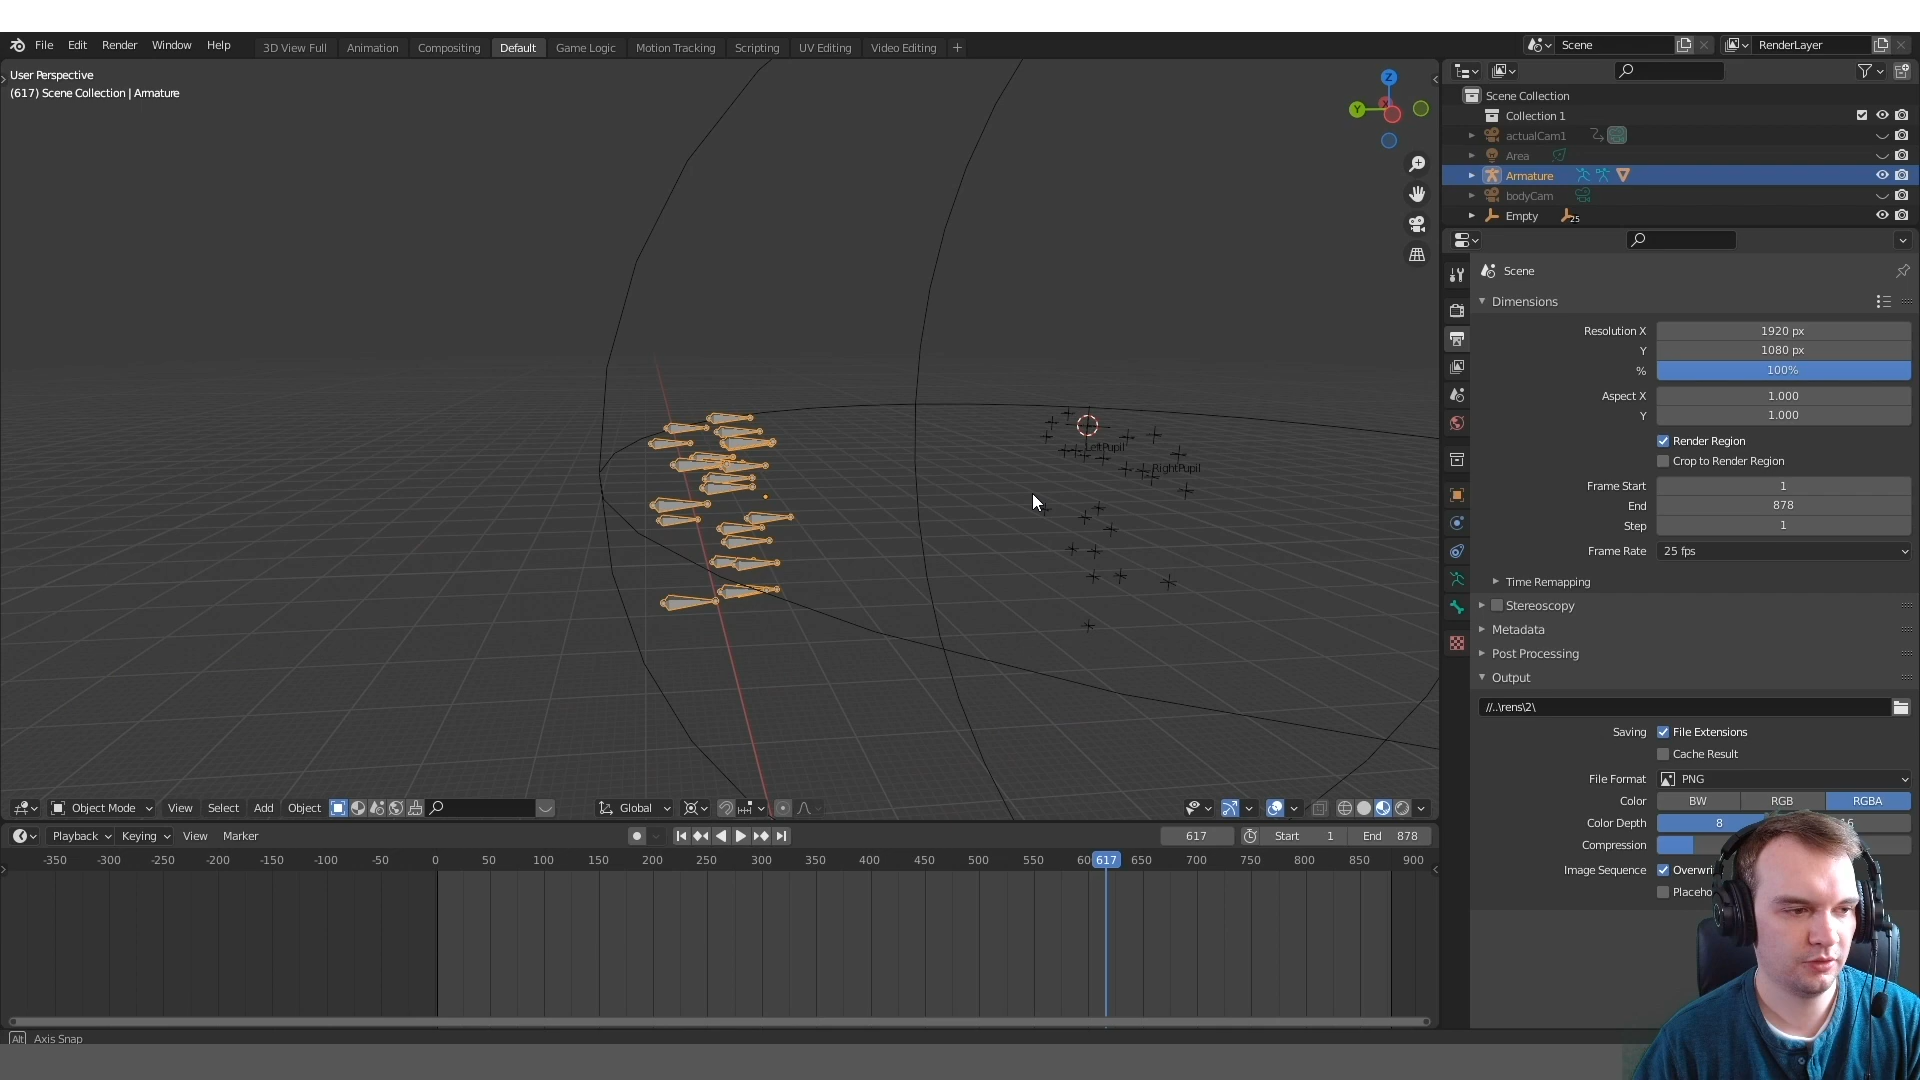 File Edit Render Window Help 3D View Full Animation Compositing Default Game Logic Motion Tracking Scripting UV Editing Video Editing + Scene RenderLayer
User Perspective
(617) Scene Collection | Armature
Z
Y
Scene Collection
Collection 1
actualCam1
Area
Armature
bodyCam
Empty 25
Scene
Dimensions
Resolution X 1920 px
Y 1080 px
% 100%
Aspect X 1.000
Y 1.000
Render Region
Crop to Render Region
Frame Start 1
End 878
Step 1
Frame Rate 25 fps
Time Remapping
Stereoscopy
Metadata
Post Processing
Output
//..\rens\2\
Saving File Extensions
Cache Result
File Format PNG
Color BW RGB RGBA
Color Depth 8 16
Compression
Image Sequence Overwri
Placeho
LeftPupil
RightPupil
Object Mode View Select Add Object Global
Playback Keying View Marker 617 Start 1 End 878
-350 -300 -250 -200 -150 -100 -50 0 50 100 150 200 250 300 350 400 450 500 550 60 617 650 700 750 800 850 900
Alt Axis Snap